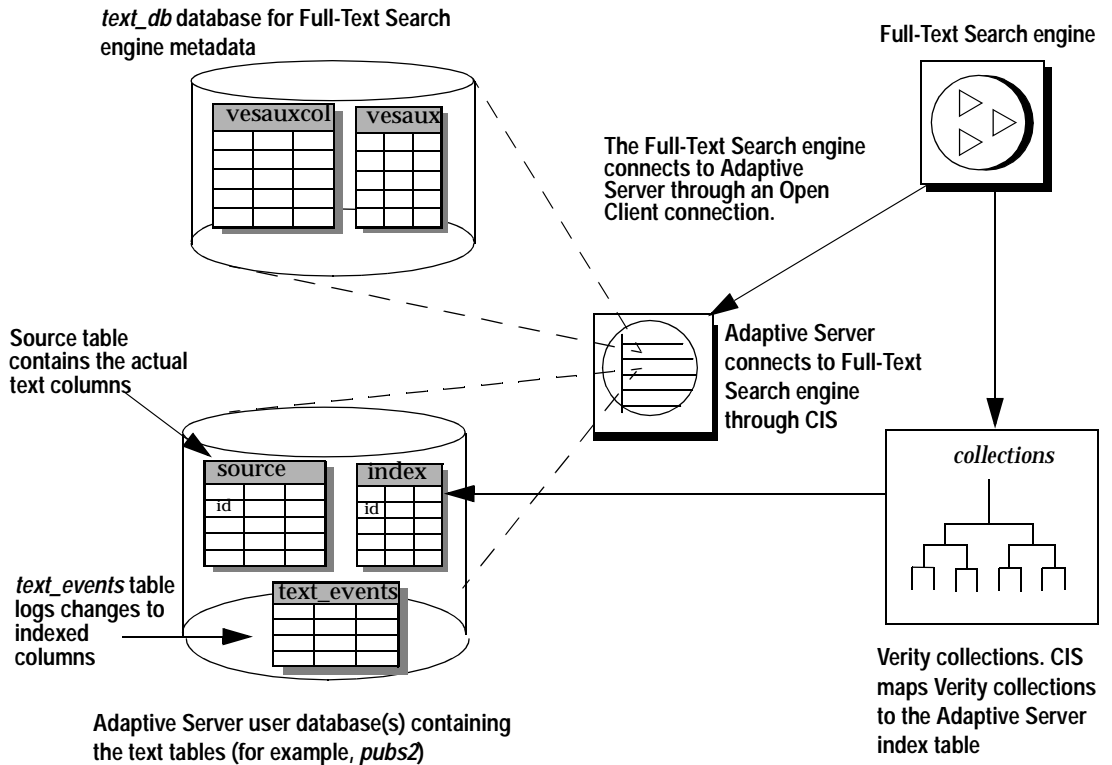 text_db database for Full-Text Search
engine metadata
Full-Text Search engine
vesauxcol
vesaux
The Full-Text Search engine
connects to Adaptive
Server through an Open
Client connection.
Adaptive Server
connects to Full-Text
Search engine
through CIS
Source table
contains the actual
text columns
source
id
index
id
collections
text_events table
logs changes to
indexed
columns
text_events
Verity collections. CIS
maps Verity collections
to the Adaptive Server
index table
Adaptive Server user database(s) containing
the text tables (for example, pubs2)